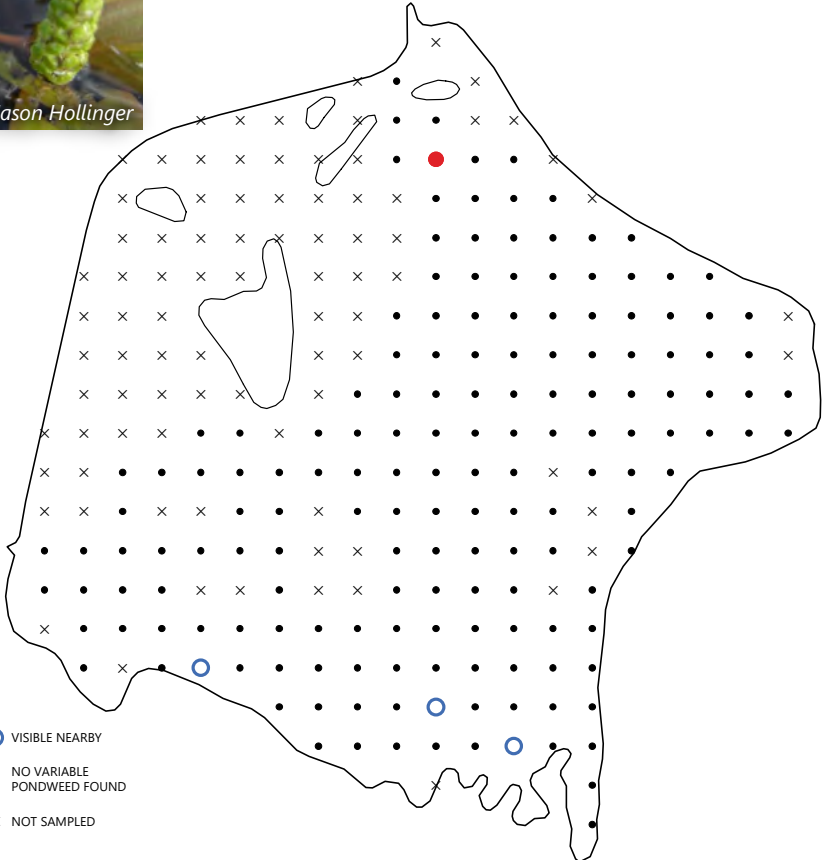 ason Hollinger
VISIBLE NEARBY
NO VARIABLE
PONDWEED FOUND
NOT SAMPLED